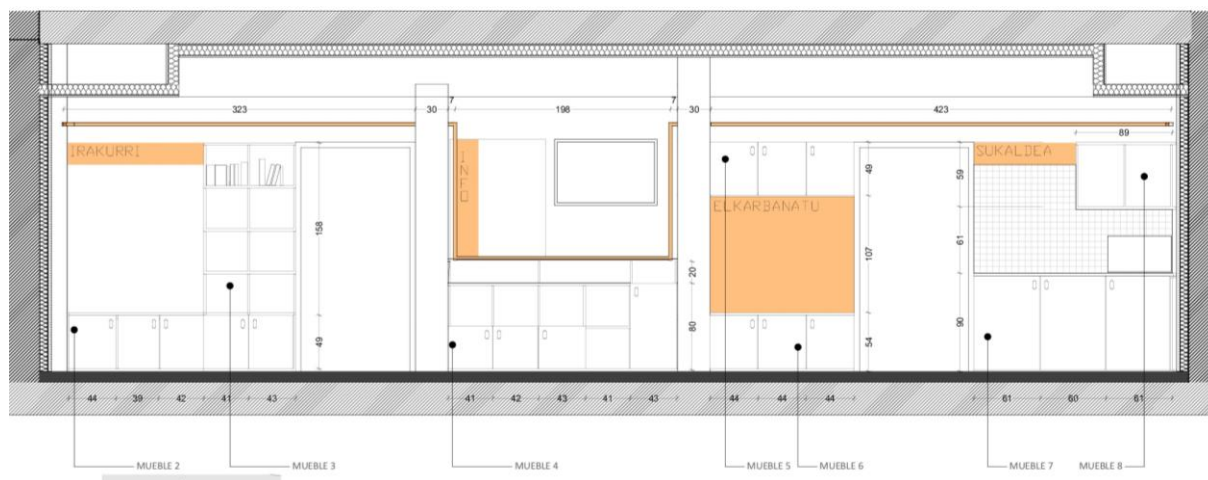 323
30
7
198
7
30
423
89
IRAKURRI
INFO
ELKARBANATU
SUKALDEA
158
49
20
80
49
107
54
59
61
90
44 39 42 41 43
41 42 43 41 43
44 44 44
61 60 61
MUEBLE 2
MUEBLE 3
MUEBLE 4
MUEBLE 5
MUEBLE 6
MUEBLE 7
MUEBLE 8